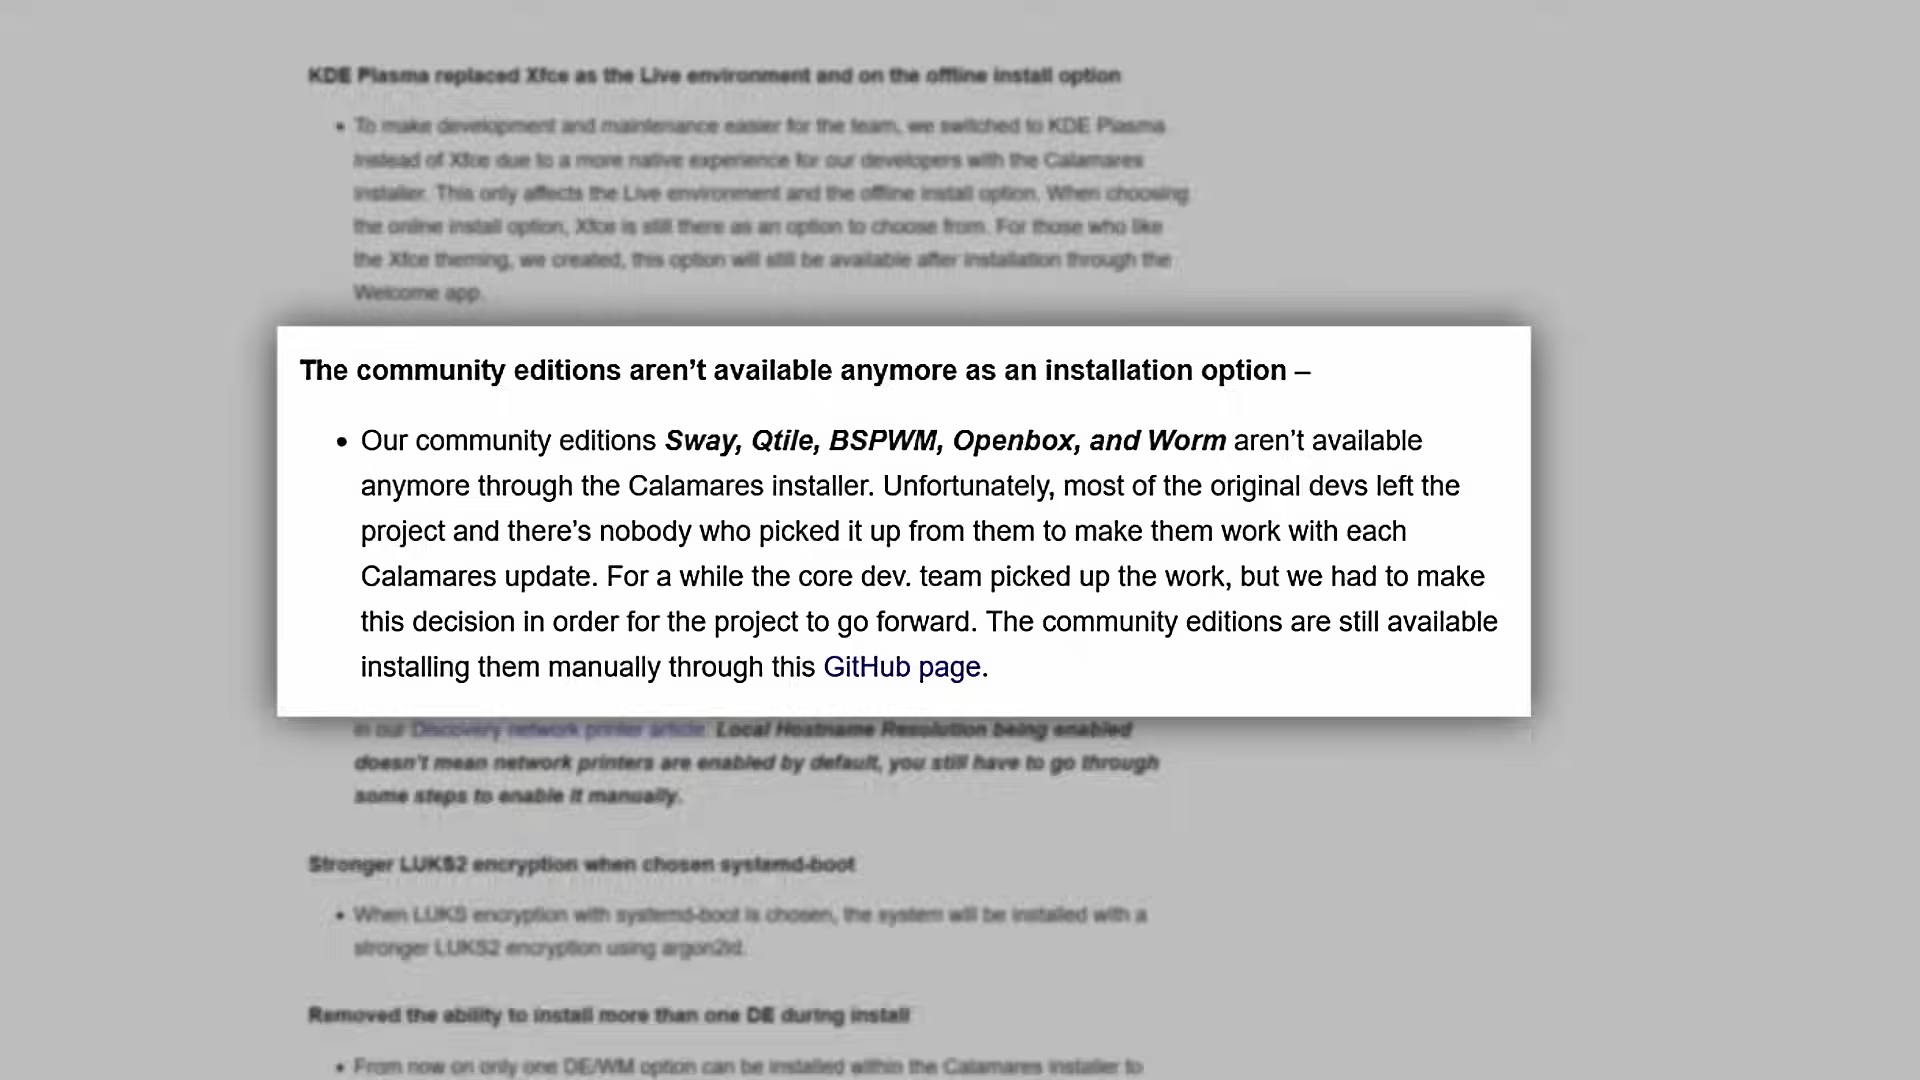 KDE Plasma replaced Xfce as the Live environment and on the offline install option
• To make development and maintenance easier for the team, we switched to KDE Plasma
instead of Xfce due to a more native experience for our developers with the Calamares
installer. This only affects the Live environment and the offline install option. When choosing
the online install option, Xfce is still there as an option to choose from. For those who like
the Xfce theming, we created, this option will still be available after installation through the
Welcome app.
The community editions aren’t available anymore as an installation option –
• Our community editions Sway, Qtile, BSPWM, Openbox, and Worm aren’t available
anymore through the Calamares installer. Unfortunately, most of the original devs left the
project and there’s nobody who picked it up from them to make them work with each
Calamares update. For a while the core dev. team picked up the work, but we had to make
this decision in order for the project to go forward. The community editions are still available
installing them manually through this GitHub page.
in our Discovery network printer article. Local Hostname Resolution being enabled
doesn’t mean network printers are enabled by default, you still have to go through
some steps to enable it manually.
Stronger LUKS2 encryption when chosen systemd-boot
• When LUKS encryption with systemd-boot is chosen, the system will be installed with a
stronger LUKS2 encryption using argon2id.
Removed the ability to install more than one DE during install
• From now on only one DE/WM option can be installed within the Calamares installer to